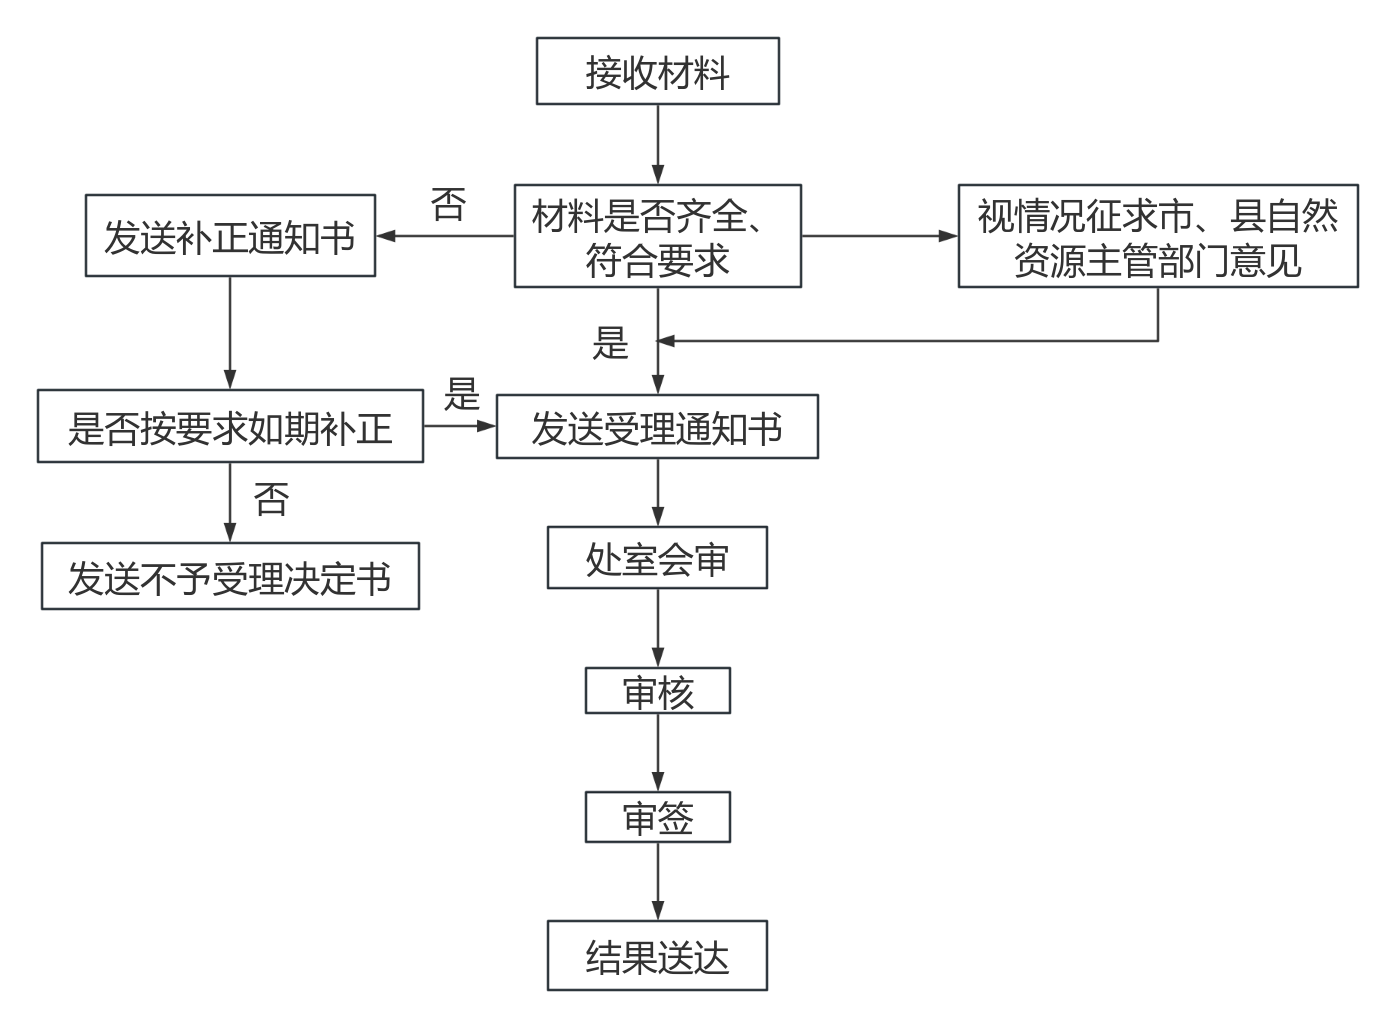 接收材料
否
发送补正通知书
材料是否齐全、
符合要求
视情况征求市、县自然
资源主管部门意见
是
是否按要求如期补正
是
发送受理通知书
否
发送不予受理决定书
处室会审
审核
审签
结果送达